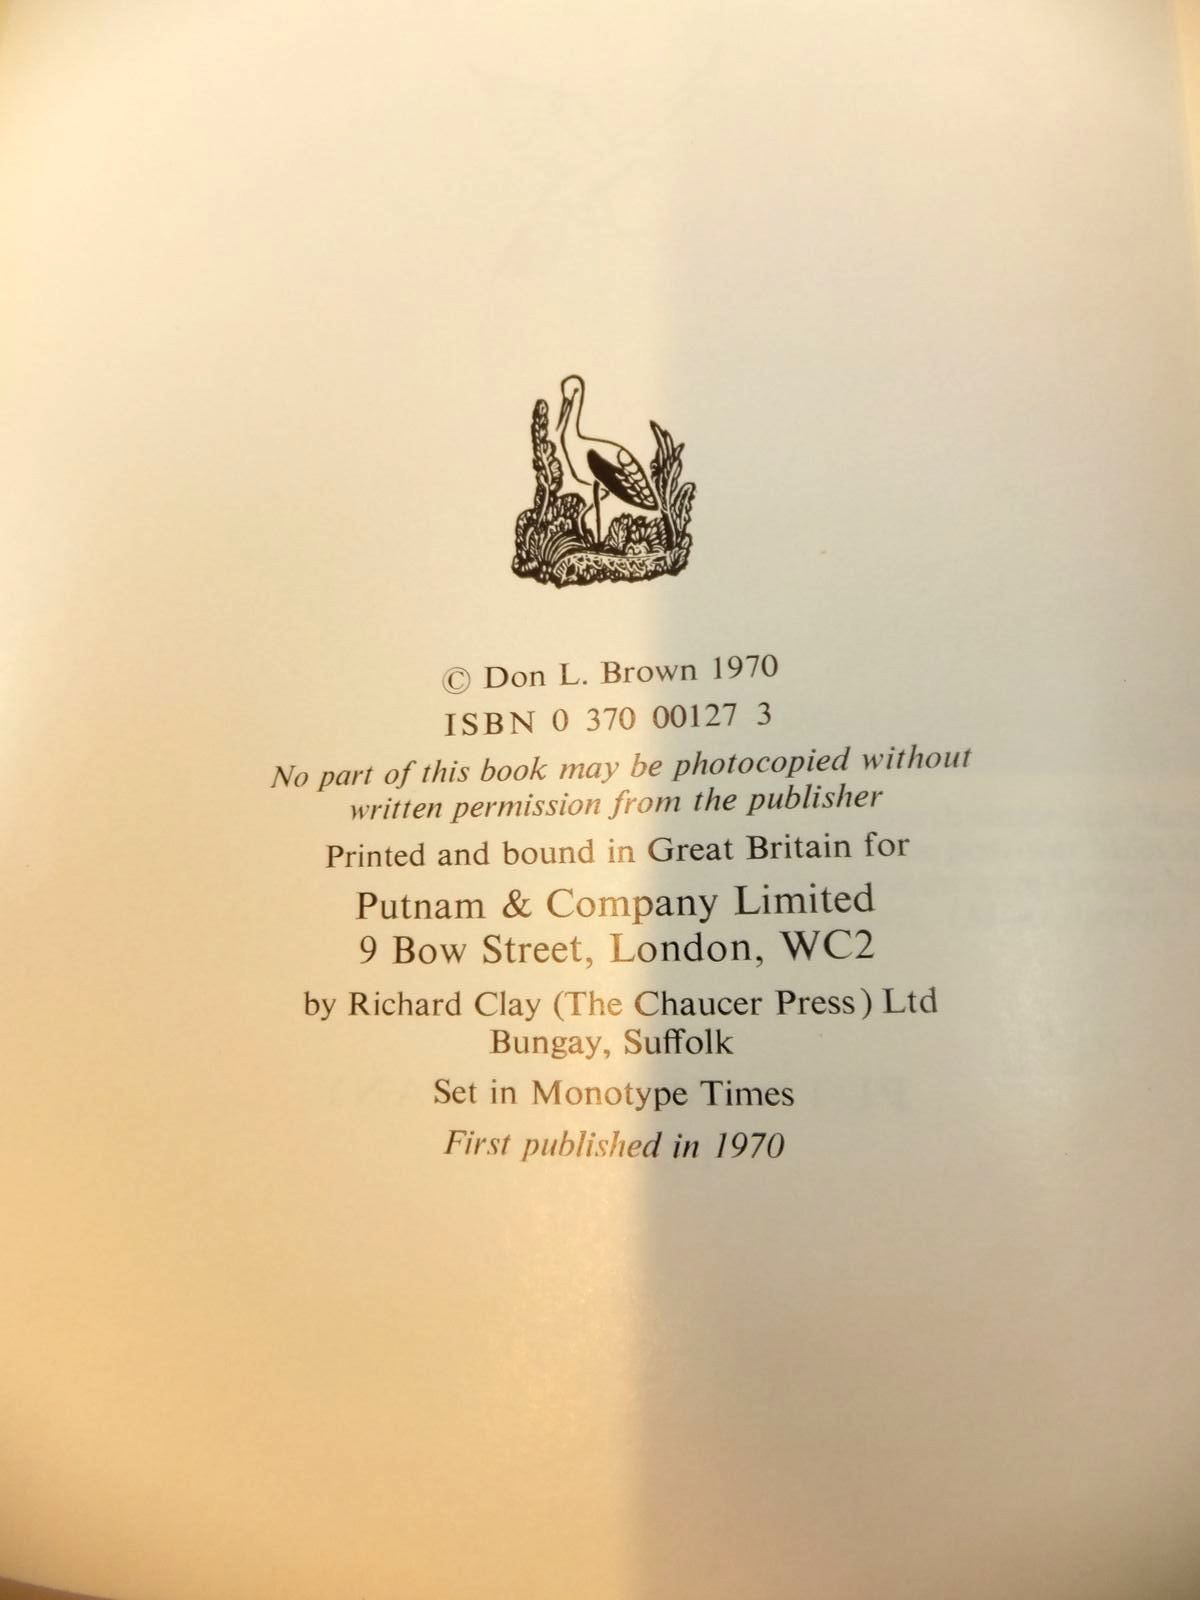 © Don L. Brown 1970
ISBN 0 370 00127 3
No part of this book may be photocopied without
written permission from the publisher
Printed and bound in Great Britain for
Putnam & Company Limited
9 Bow Street, London, WC2
by Richard Clay (The Chaucer Press) Ltd
Bungay, Suffolk
Set in Monotype Times
First published in 1970